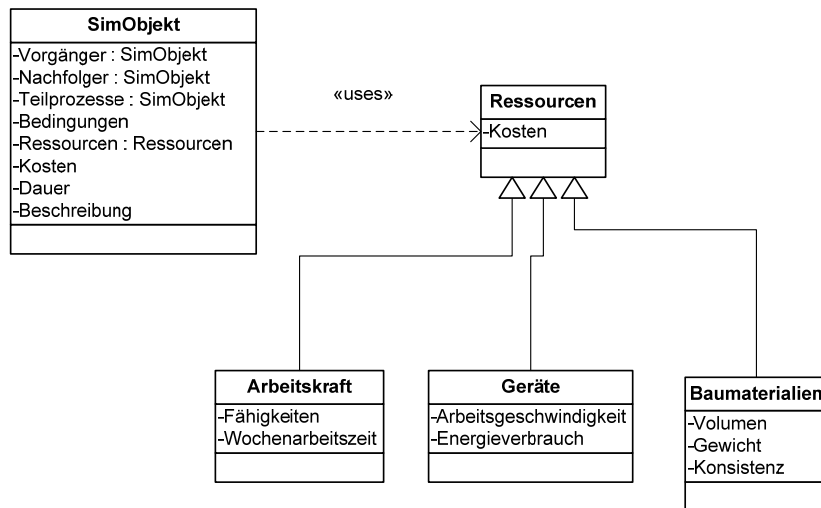 SimObjekt
-Vorgänger : SimObjekt
-Nachfolger : SimObjekt
-Teilprozesse : SimObjekt
-Bedingungen
-Ressourcen : Ressourcen
-Kosten
-Dauer
-Beschreibung
«uses»
Ressourcen
-Kosten
Arbeitskraft
-Fähigkeiten
-Wochenarbeitszeit
Geräte
-Arbeitsgeschwindigkeit
-Energieverbrauch
Baumaterialien
-Volumen
-Gewicht
-Konsistenz